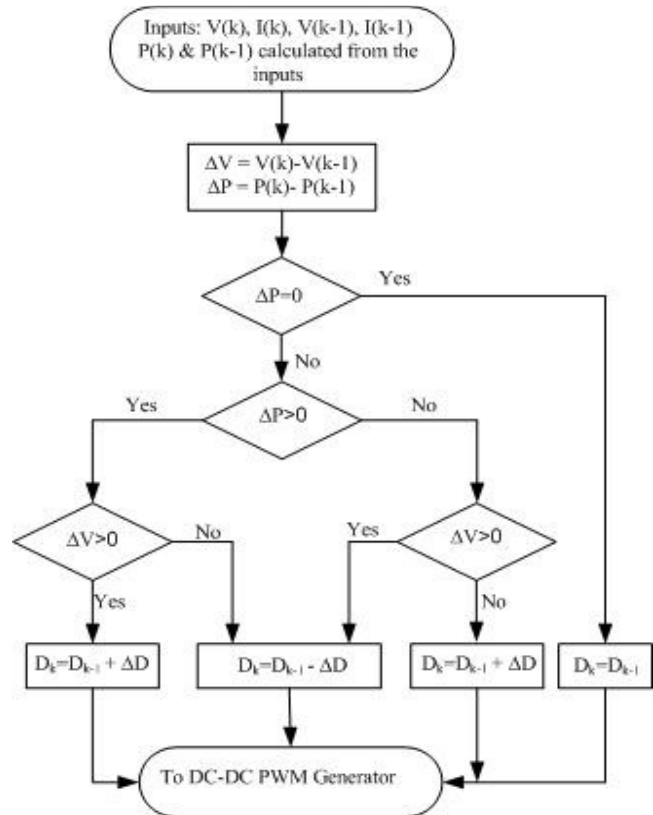 Inputs: V(k), I(k), V(k-1), I(k-1)
P(k) & P(k-1) calculated from the
inputs
ΔV = V(k)-V(k-1)
ΔP = P(k)- P(k-1)
ΔP=0
Yes
No
ΔP>0
Yes
No
ΔV>0
No
Yes
ΔV>0
Yes
No
Dₖ=Dₖ₋₁ + ΔD
Dₖ=Dₖ₋₁ - ΔD
Dₖ=Dₖ₋₁ + ΔD
Dₖ=Dₖ₋₁
To DC-DC PWM Generator